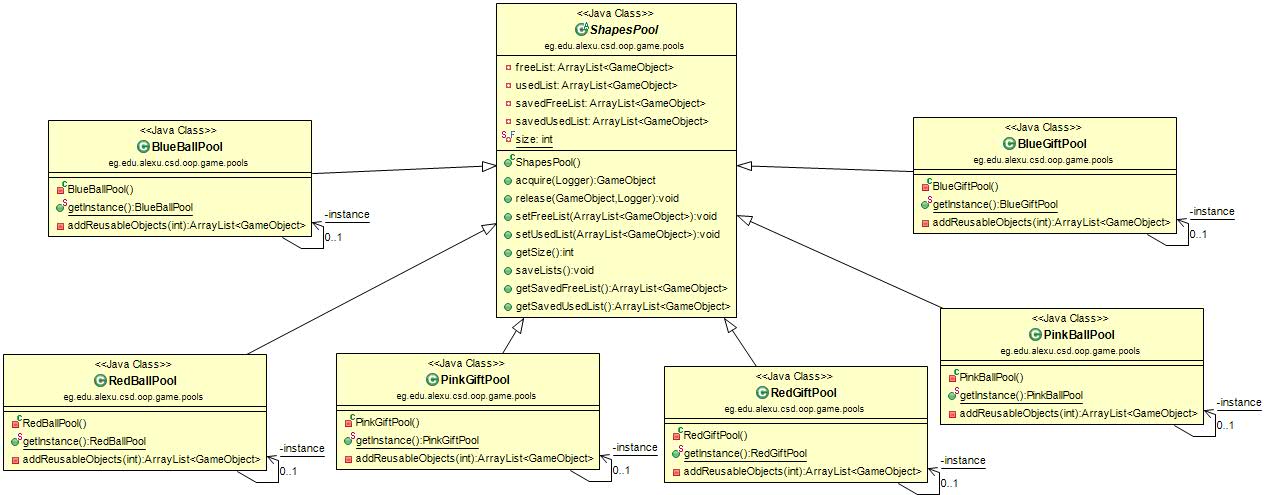 <<Java Class>>
ShapesPool
eg.edu.alexu.csd.oop.game.pools
freeList: ArrayList<GameObject>
usedList: ArrayList<GameObject>
savedFreeList: ArrayList<GameObject>
savedUsedList: ArrayList<GameObject>
size: int
ShapesPool()
acquire(Logger):GameObject
release(GameObject,Logger):void
setFreeList(ArrayList<GameObject>):void
setUsedList(ArrayList<GameObject>):void
getSize():int
saveLists():void
getSavedFreeList():ArrayList<GameObject>
getSavedUsedList():ArrayList<GameObject>
<<Java Class>>
BlueBallPool
eg.edu.alexu.csd.oop.game.pools
BlueBallPool()
getInstance():BlueBallPool
addReusableObjects(int):ArrayList<GameObject>
-instance
0..1
<<Java Class>>
BlueGiftPool
eg.edu.alexu.csd.oop.game.pools
BlueGiftPool()
getInstance():BlueGiftPool
addReusableObjects(int):ArrayList<GameObject>
-instance
0..1
<<Java Class>>
RedBallPool
eg.edu.alexu.csd.oop.game.pools
RedBallPool()
getInstance():RedBallPool
addReusableObjects(int):ArrayList<GameObject>
-instance
0..1
<<Java Class>>
PinkGiftPool
eg.edu.alexu.csd.oop.game.pools
PinkGiftPool()
getInstance():PinkGiftPool
addReusableObjects(int):ArrayList<GameObject>
-instance
0..1
<<Java Class>>
RedGiftPool
eg.edu.alexu.csd.oop.game.pools
RedGiftPool()
getInstance():RedGiftPool
addReusableObjects(int):ArrayList<GameObject>
-instance
0..1
<<Java Class>>
PinkBallPool
eg.edu.alexu.csd.oop.game.pools
PinkBallPool()
getInstance():PinkBallPool
addReusableObjects(int):ArrayList<GameObject>
-instance
0..1